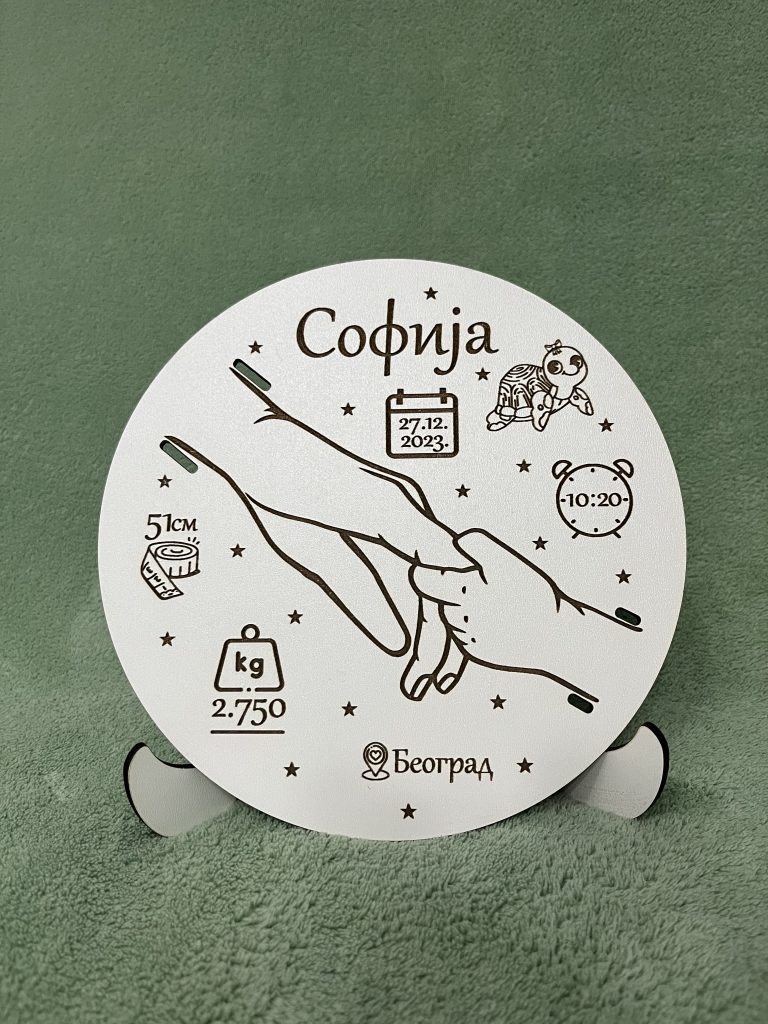 Софија
27.12.
2023.
10:20
51см
kg
2.750
Београд